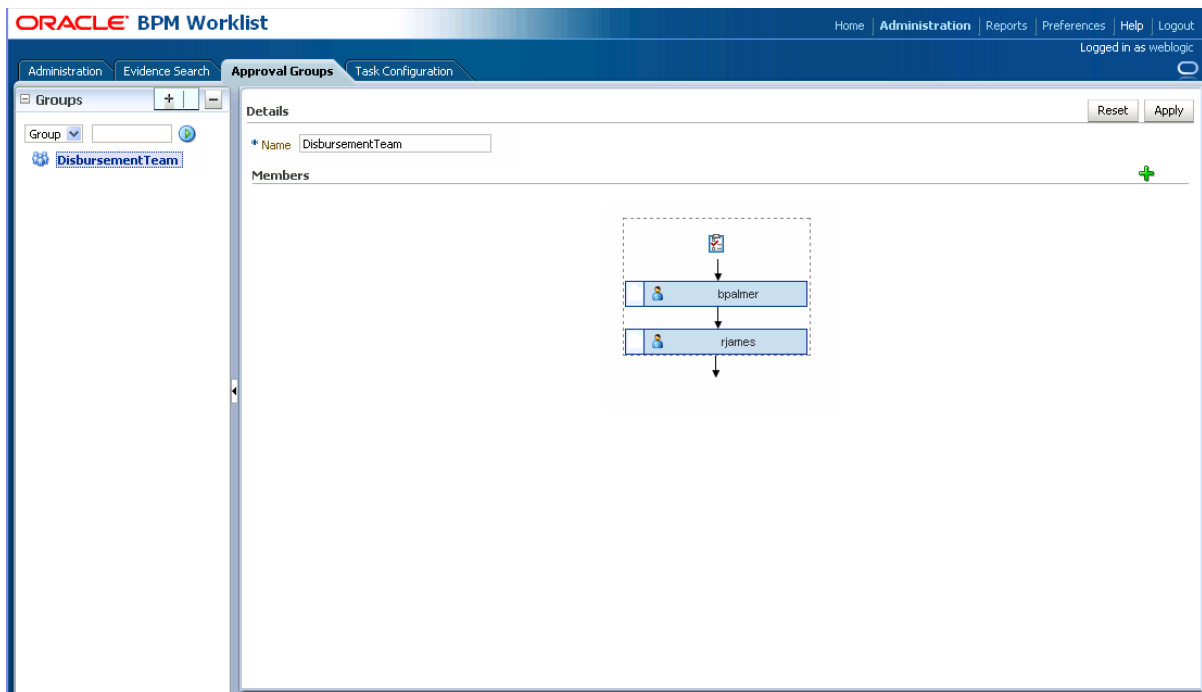 ORACLE BPM Worklist
Home Administration Reports Preferences Help Logout
Logged in as weblogic
Administration Evidence Search Approval Groups Task Configuration
Groups
Group
DisbursementTeam
Details
Reset Apply
* Name DisbursementTeam
Members
bpalmer
rjames